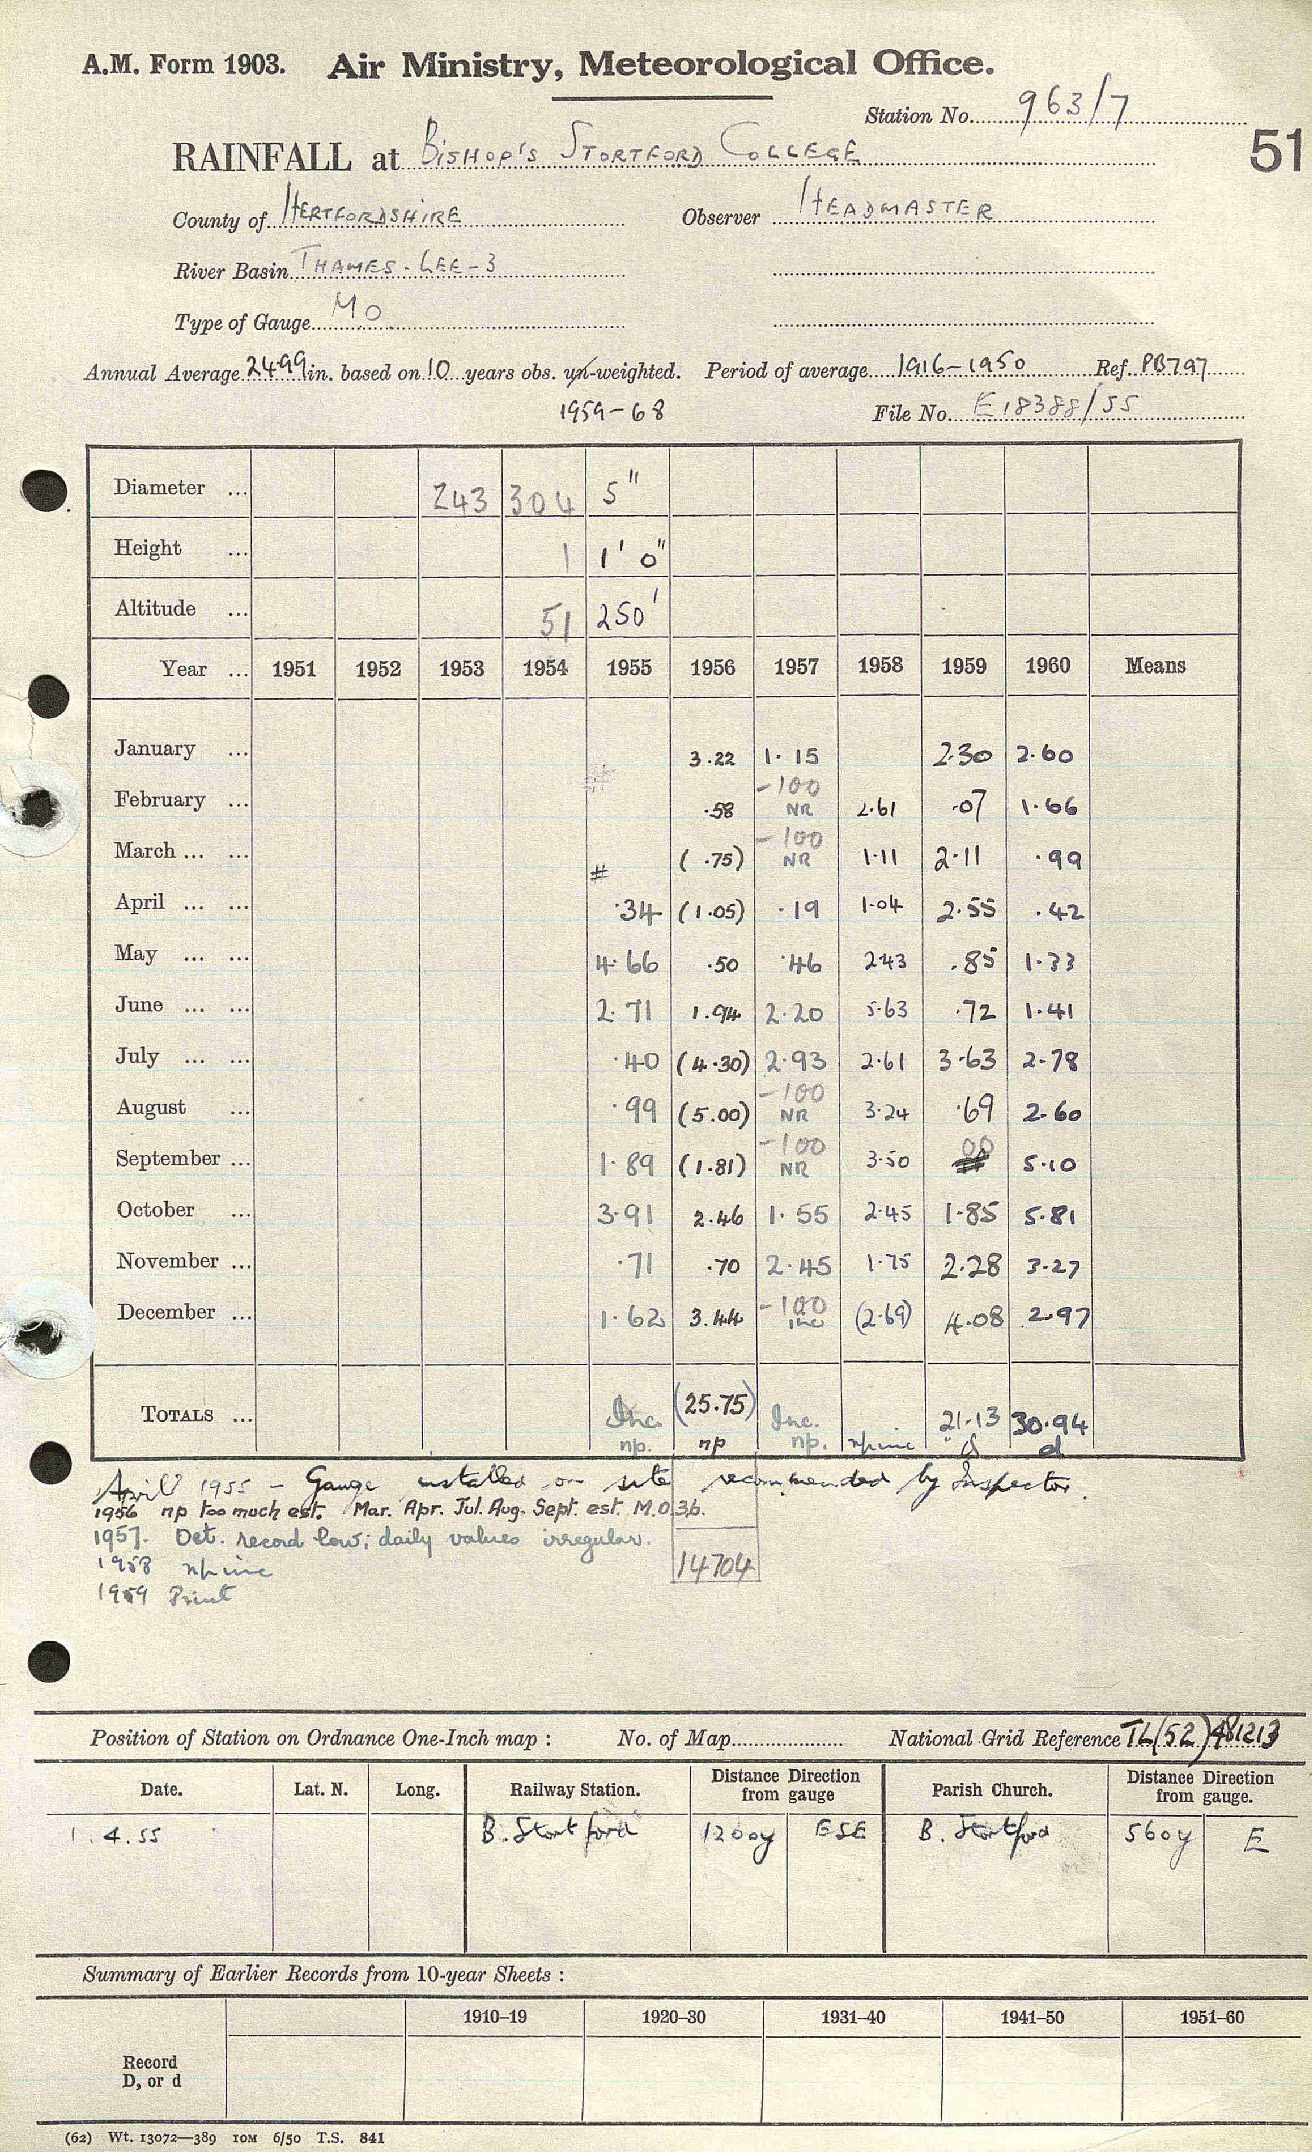 A.M. Form 1903. Air Ministry, Meteorological Office.
Station No. 963/7
51
RAINFALL at BISHOP'S STORTFORD COLLEGE
County of HERTFORDSHIRE Observer HEADMASTER
River Basin THAMES - LEE - 3
Type of Gauge MO
Annual Average 24.99 in. based on 10 years obs. un-weighted. Period of average 1916-1950 Ref. PB797
1959-68 File No. E18388/55
Diameter ... 243 304 5"
Height ... 1 1' 0"
Altitude ... 51 250'
Year ... 1951 1952 1953 1954 1955 1956 1957 1958 1959 1960 Means
January ... 3.22 1.15 2.30 2.60
February ... # .58 -100 NR 2.61 .07 1.66
March ... ... # (.75) -100 NR 1.11 2.11 .99
April ... ... .34 (1.05) .19 1.04 2.55 .42
May ... ... 4.66 .50 .46 2.43 .85 1.33
June ... ... 2.71 1.94 2.20 5.63 .72 1.41
July ... ... .40 (4.30) 2.93 2.61 3.63 2.78
August ... .99 (5.00) -100 NR 3.24 .69 2.60
September ... 1.89 (1.81) -100 NR 3.50 00 5.10
October ... 3.91 2.46 1.55 2.45 1.85 5.81
November ... .71 .70 2.45 1.75 2.28 3.27
December ... 1.62 3.44 -100 inc (2.69) 4.08 2.97
TOTALS ... Inc. (25.75) Inc. 21.13 30.94
np. np np. np inc d
April 1955 - Gauge installed on site recommended by Inspector.
1956 np too much est. Mar. Apr. Jul. Aug. Sept. est. M.O.3b.
1957. Oct. record low; daily values irregular.
1958 np inc
14704
1959 Print
Position of Station on Ordnance One-Inch map : No. of Map National Grid Reference TL(52)481213
Date. Lat. N. Long. Railway Station. Distance Direction from gauge Parish Church. Distance Direction from gauge.
1.4.55 B. Stortford 1200y ESE B. Stortford 560y E
Summary of Earlier Records from 10-year Sheets :
1910–19 1920–30 1931–40 1941–50 1951–60
Record
D, or d
(62) Wt. 13072—389 IOM 6/50 T.S. 841